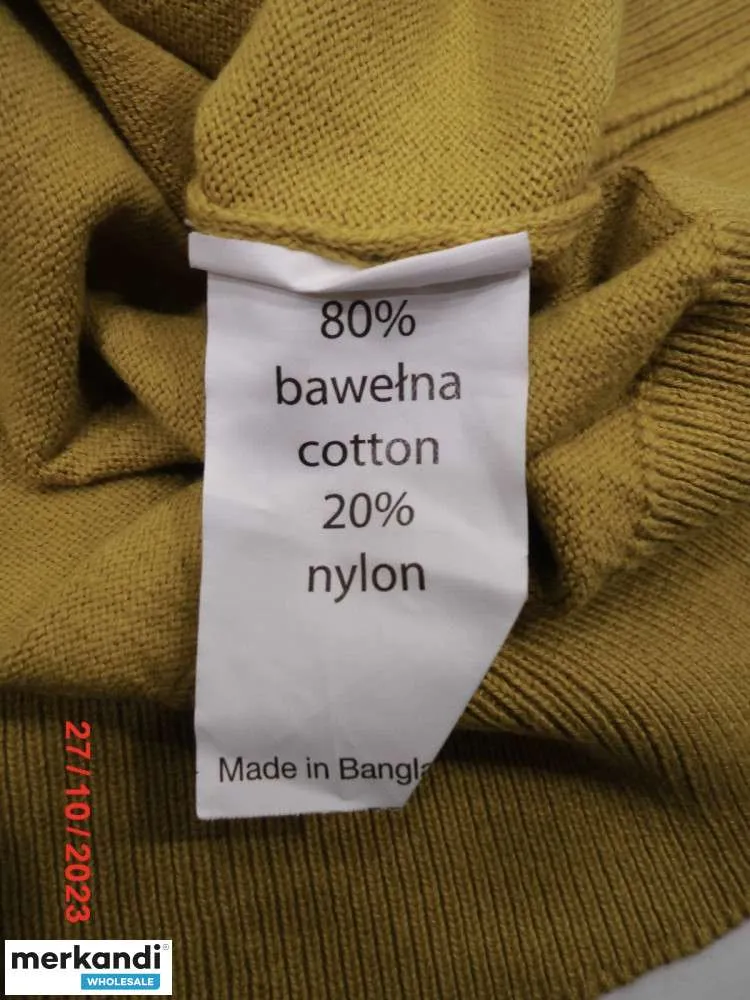 80%
bawełna
cotton
20%
nylon
Made in Bangla
27/10/2023
merkandi®
WHOLESALE